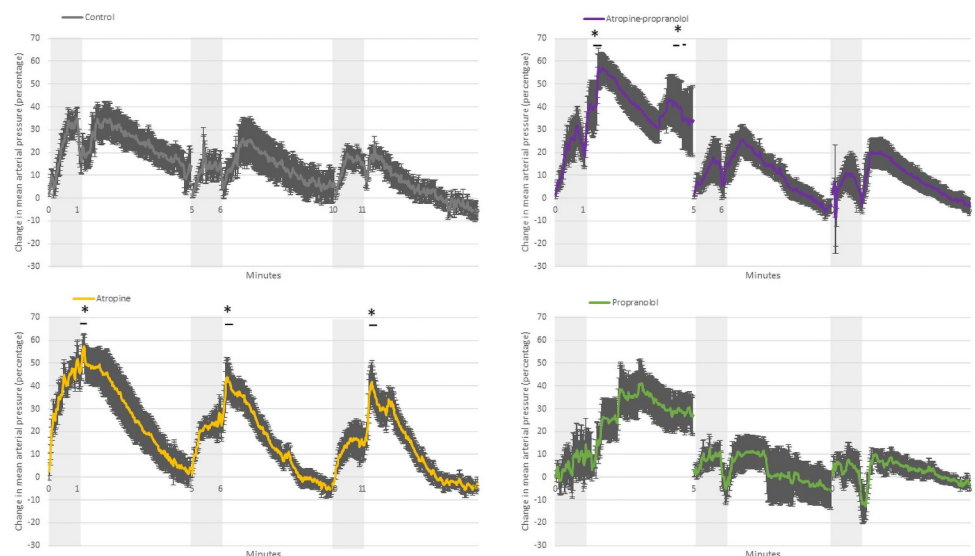 Control
Change in mean arterial pressure (percentage)
70
60
50
40
30
20
10
0
-10
-20
-30
0 1 5 6 10 11
Minutes
Atropine-propranolol
Change in mean arterial pressure (percentgae)
70
60
50
40
30
20
10
0
-10
-20
-30
* *
0 1 5 6
Minutes
Atropine
Change in mean arterial pressure (percentage)
70
60
50
40
30
20
10
0
-10
-20
-30
* * *
0 1 5 6 11
Minutes
Propranolol
Change in mean arterial pressure (percentage)
70
60
50
40
30
20
10
0
-10
-20
-30
0 1 5 6
Minutes